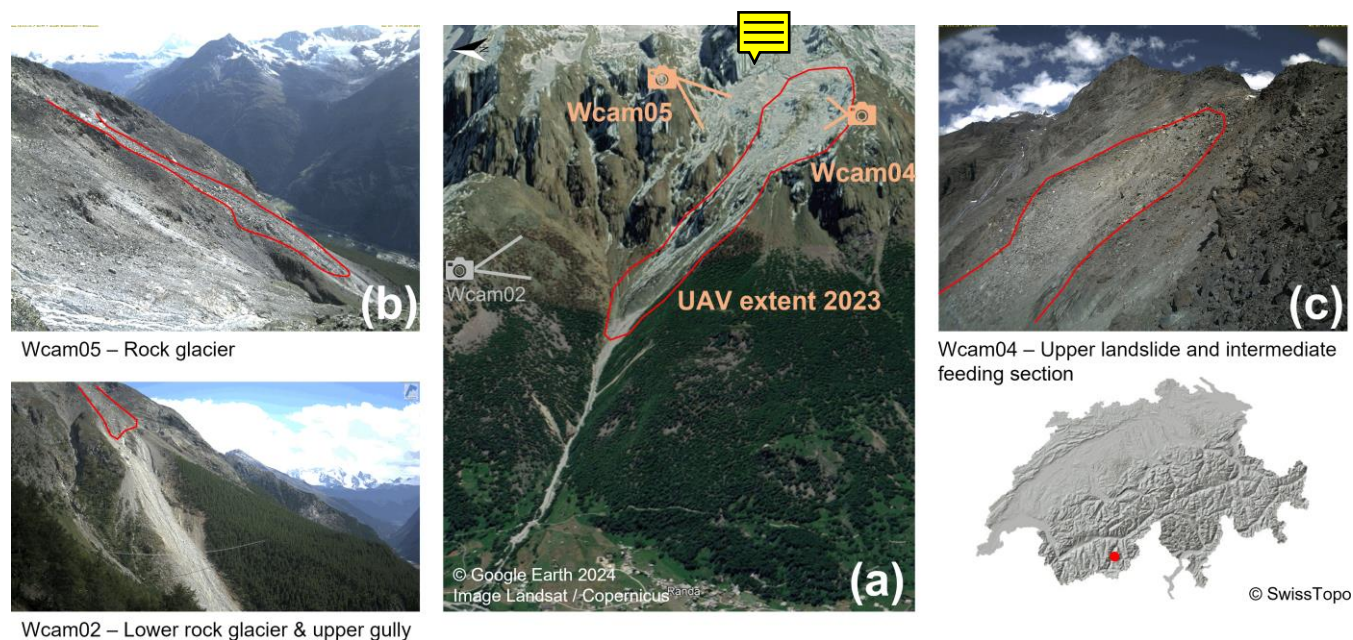 (b)
Wcam05 – Rock glacier
Wcam02 – Lower rock glacier & upper gully
Wcam05
Wcam04
Wcam02
UAV extent 2023
© Google Earth 2024
Image Landsat / Copernicus
Randa
(a)
(c)
Wcam04 – Upper landslide and intermediate
feeding section
© SwissTopo